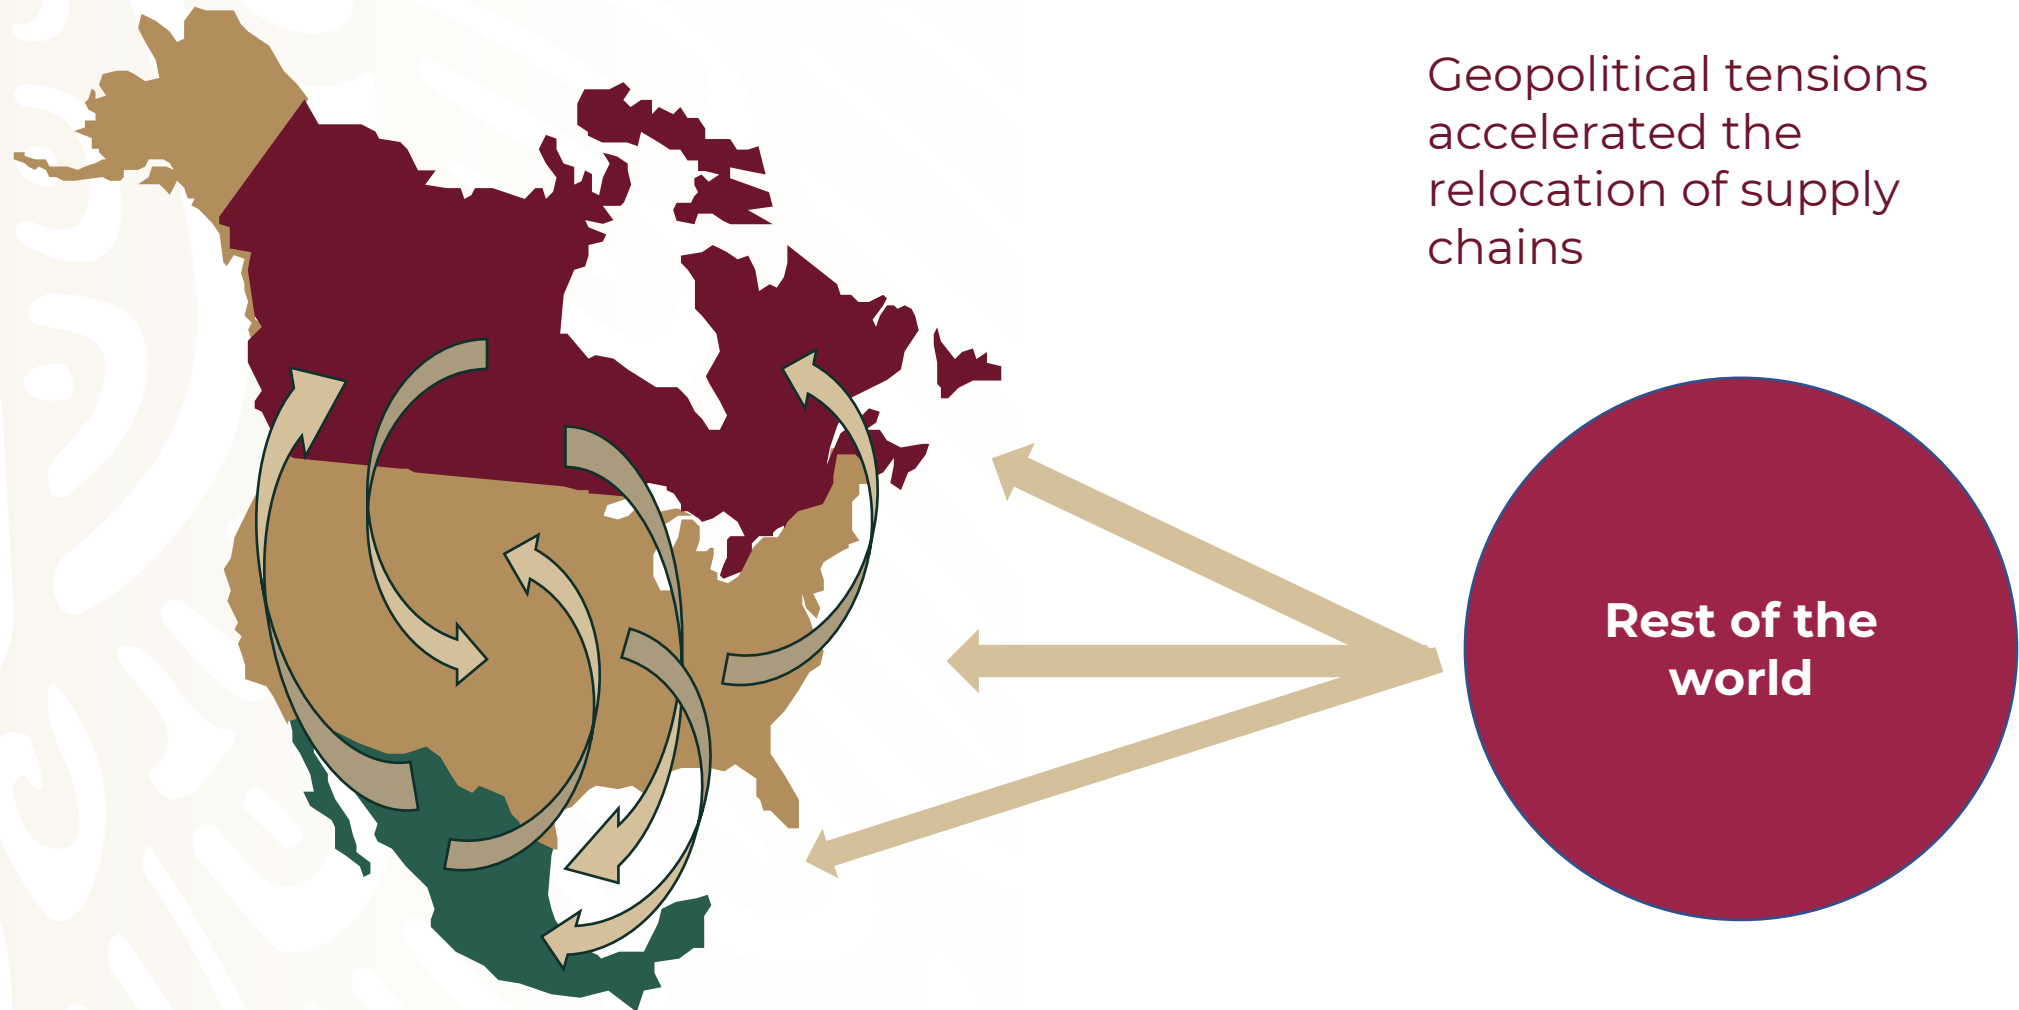 Geopolitical tensions
accelerated the
relocation of supply
chains
Rest of the
world